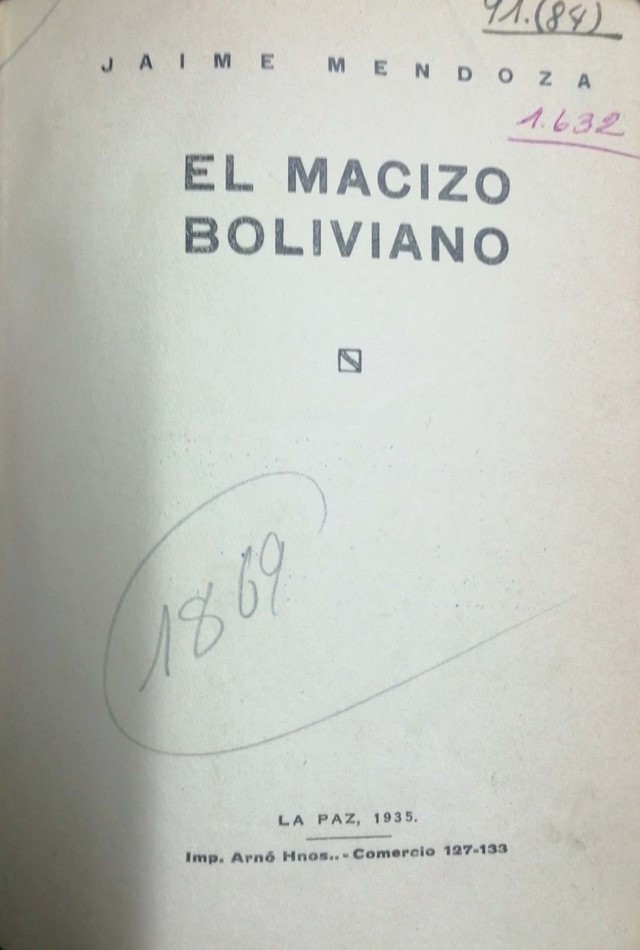 91.(84)
JAIME MENDOZA
1.632
EL MACIZO
BOLIVIANO
1869
LA PAZ, 1935.
Imp. Arnó Hnos..-Comercio 127-133